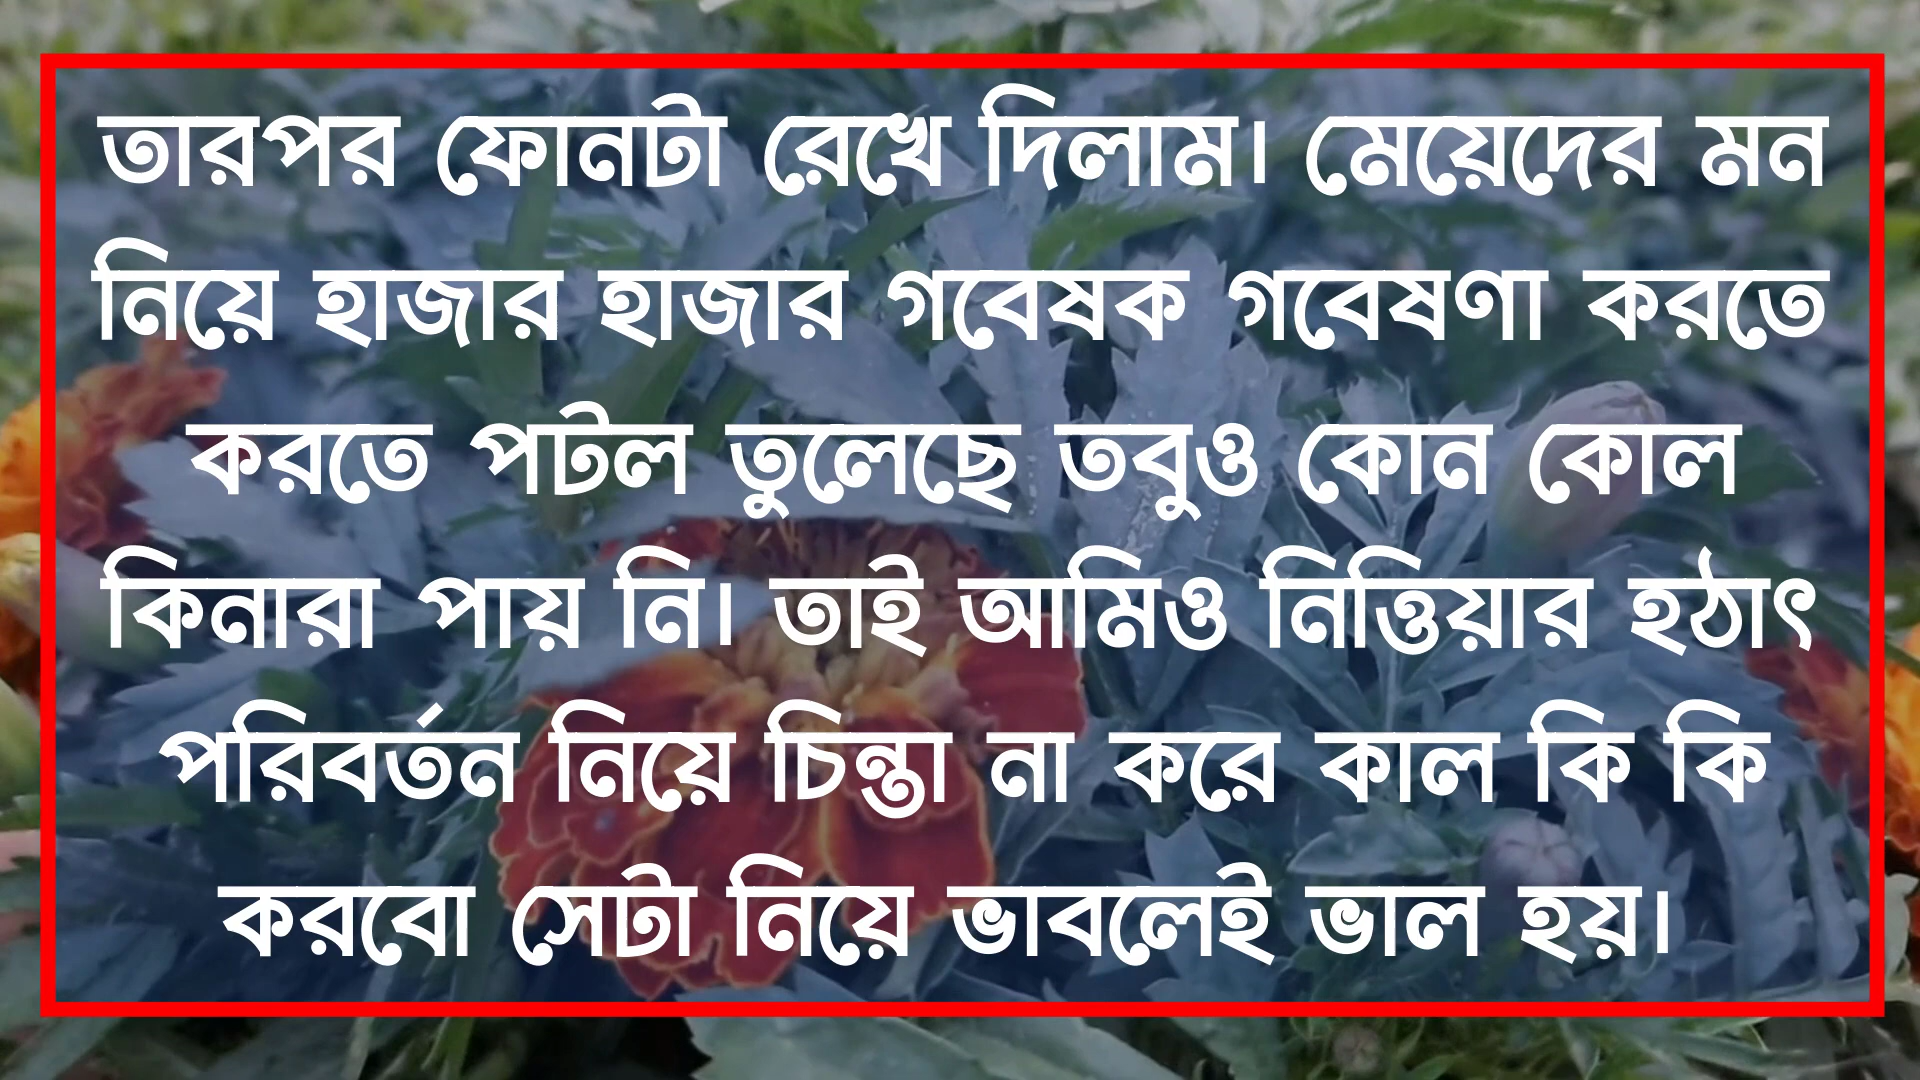 তারপর ফোনটা রেখে দিলাম। মেয়েদের মন
নিয়ে হাজার হাজার গবেষক গবেষণা করতে
করতে পটল তুলেছে তবুও কোন কোল
কিনারা পায় নি। তাই আমিও নিত্তিয়ার হঠাৎ
পরিবর্তন নিয়ে চিন্তা না করে কাল কি কি
করবো সেটা নিয়ে ভাবলেই ভাল হয়।